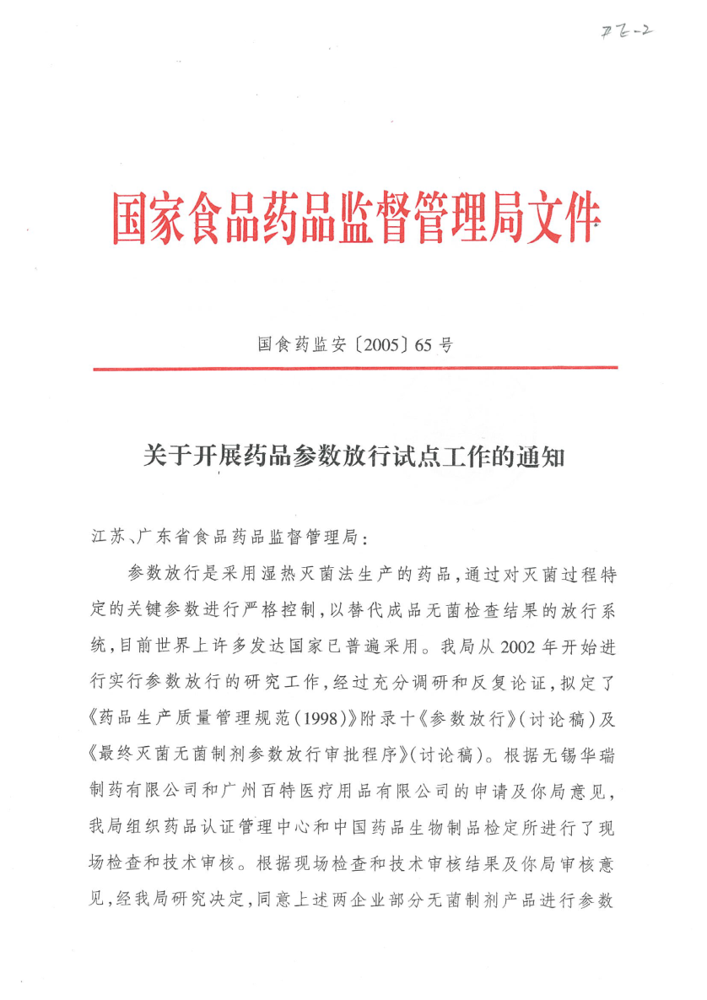 国家食品药品监督管理局文件
国食药监安〔2005〕65 号
关于开展药品参数放行试点工作的通知
江苏、广东省食品药品监督管理局:
参数放行是采用湿热灭菌法生产的药品,通过对灭菌过程特
定的关键参数进行严格控制,以替代成品无菌检查结果的放行系
统,目前世界上许多发达国家已普遍采用。我局从 2002 年开始进
行实行参数放行的研究工作,经过充分调研和反复论证,拟定了
《药品生产质量管理规范(1998)》附录十《参数放行》(讨论稿)及
《最终灭菌无菌制剂参数放行审批程序》(讨论稿)。根据无锡华瑞
制药有限公司和广州百特医疗用品有限公司的申请及你局意见,
我局组织药品认证管理中心和中国药品生物制品检定所进行了现
场检查和技术审核。根据现场检查和技术审核结果及你局审核意
见,经我局研究决定,同意上述两企业部分无菌制剂产品进行参数